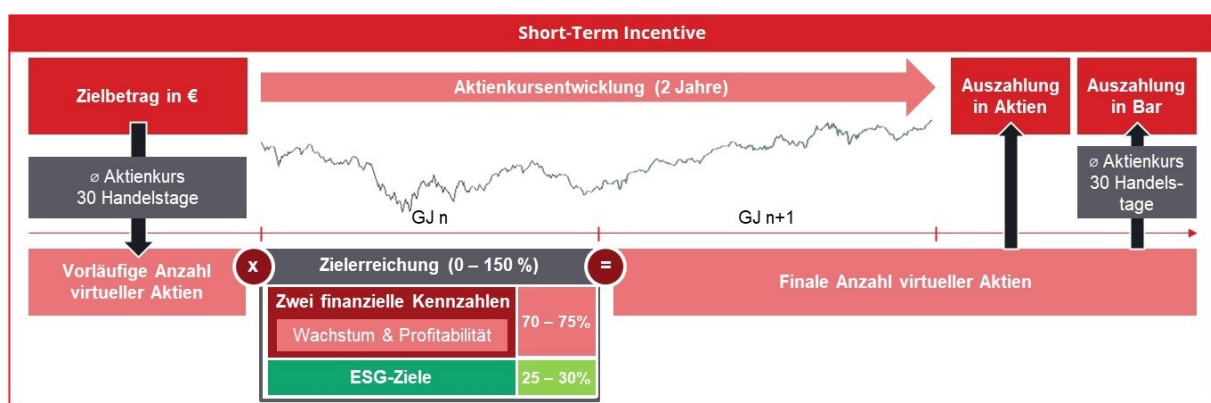 Short-Term Incentive
Zielbetrag in €
Aktienkursentwicklung (2 Jahre)
Auszahlung
in Aktien
Auszahlung
in Bar
⌀ Aktienkurs
30 Handelstage
⌀ Aktienkurs
30 Handels-
tage
GJ n
GJ n+1
Vorläufige Anzahl
virtueller Aktien
x
Zielerreichung (0 – 150 %)
=
Finale Anzahl virtueller Aktien
Zwei finanzielle Kennzahlen
Wachstum & Profitabilität
70 – 75%
ESG-Ziele
25 – 30%